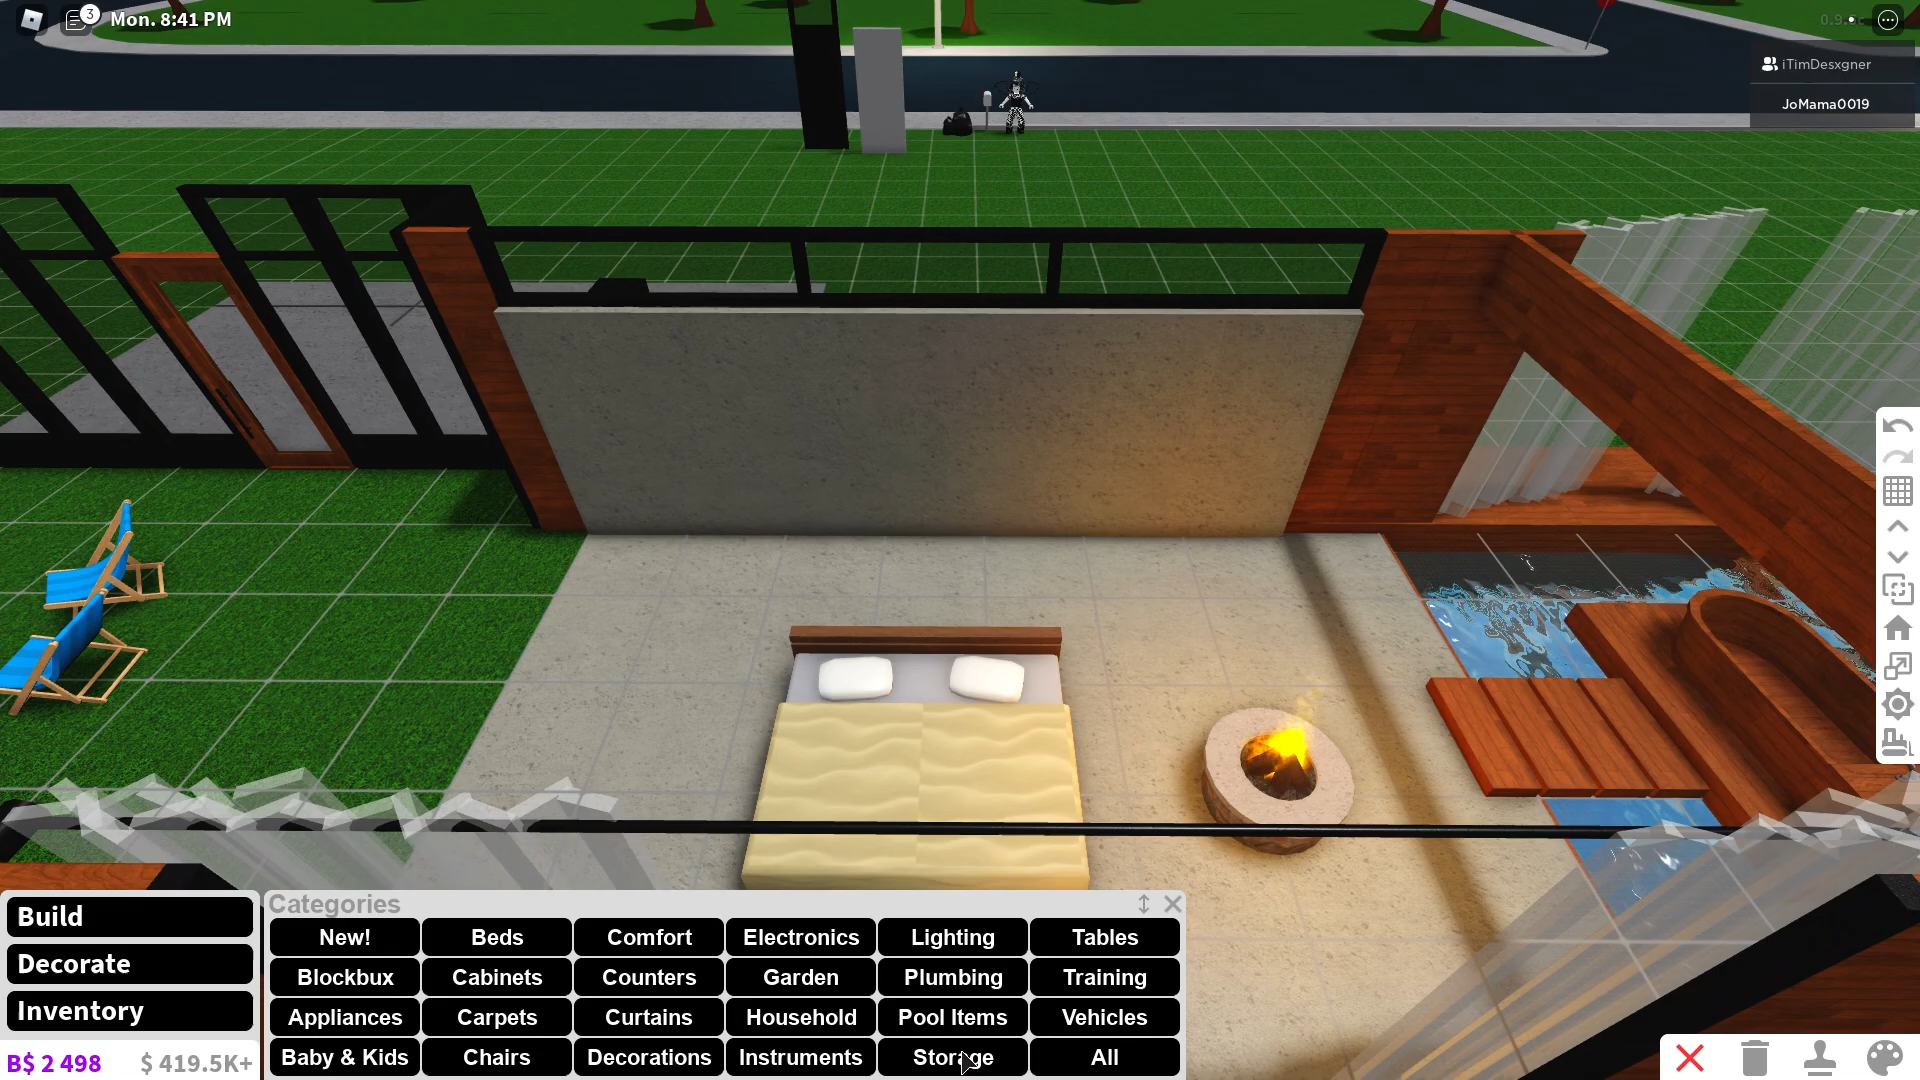 3
Mon. 8:41 PM
iTimDesxgner
JoMama0019
Build
Decorate
Inventory
B$ 2 498
$ 419.5K+
Categories
New!
Beds
Comfort
Electronics
Lighting
Tables
Blockbux
Cabinets
Counters
Garden
Plumbing
Training
Appliances
Carpets
Curtains
Household
Pool Items
Vehicles
Baby & Kids
Chairs
Decorations
Instruments
Storage
All